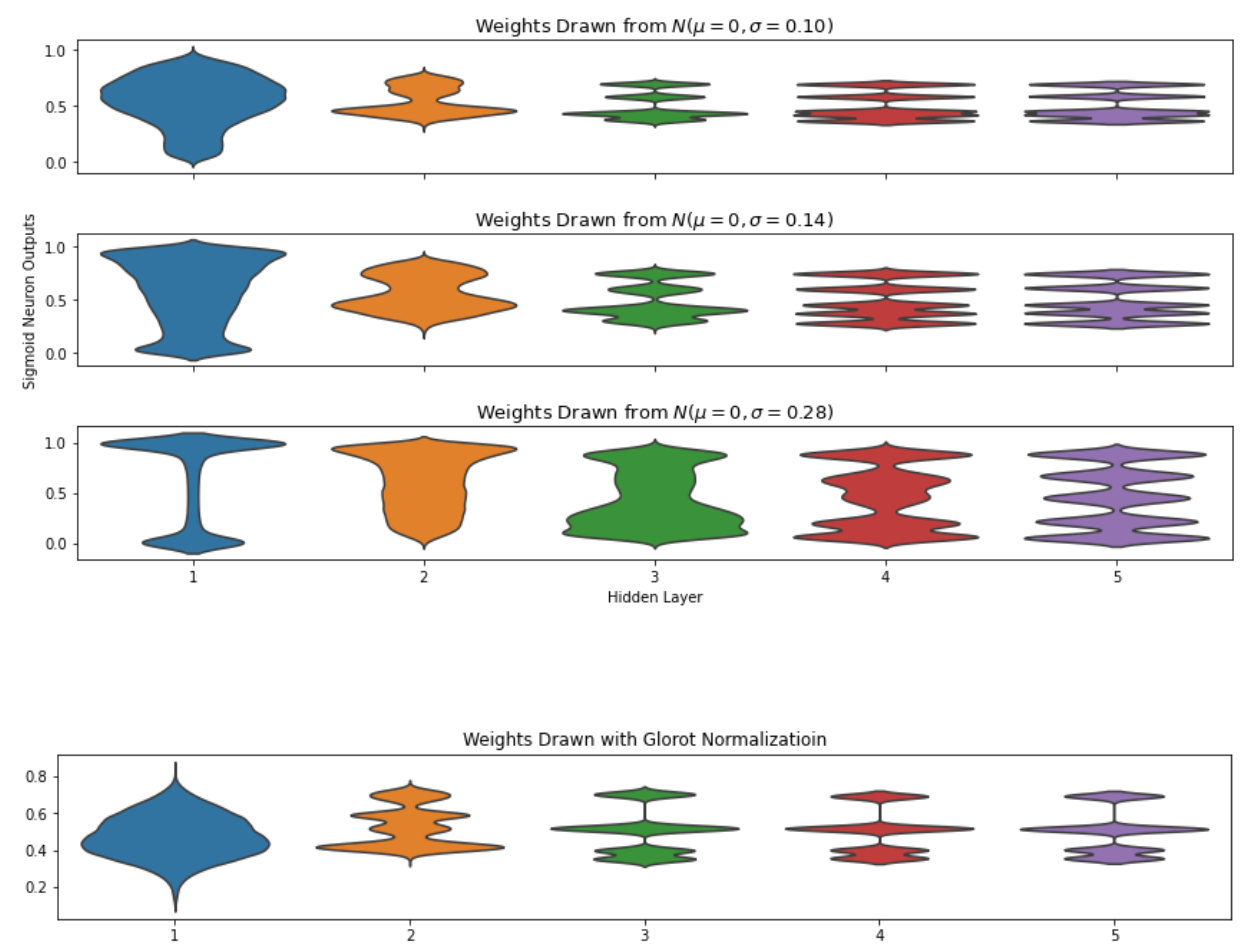 Weights Drawn from N(μ = 0, σ = 0.10)
1.0
0.5
0.0
Sigmoid Neuron Outputs
Weights Drawn from N(μ = 0, σ = 0.14)
1.0
0.5
0.0
Weights Drawn from N(μ = 0, σ = 0.28)
1.0
0.5
0.0
1 2 3 4 5
Hidden Layer
Weights Drawn with Glorot Normalizatioin
0.8
0.6
0.4
0.2
1 2 3 4 5